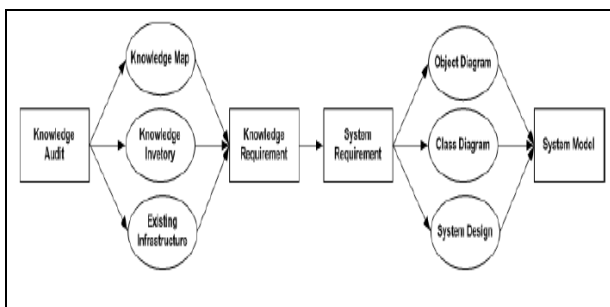 Knowledge Map
Object Diagram
Knowledge
Audit
Knowledge
Invetory
Knowledge
Requirement
System
Requirement
Class Diagram
System Model
Existing
Infrastructure
System Design